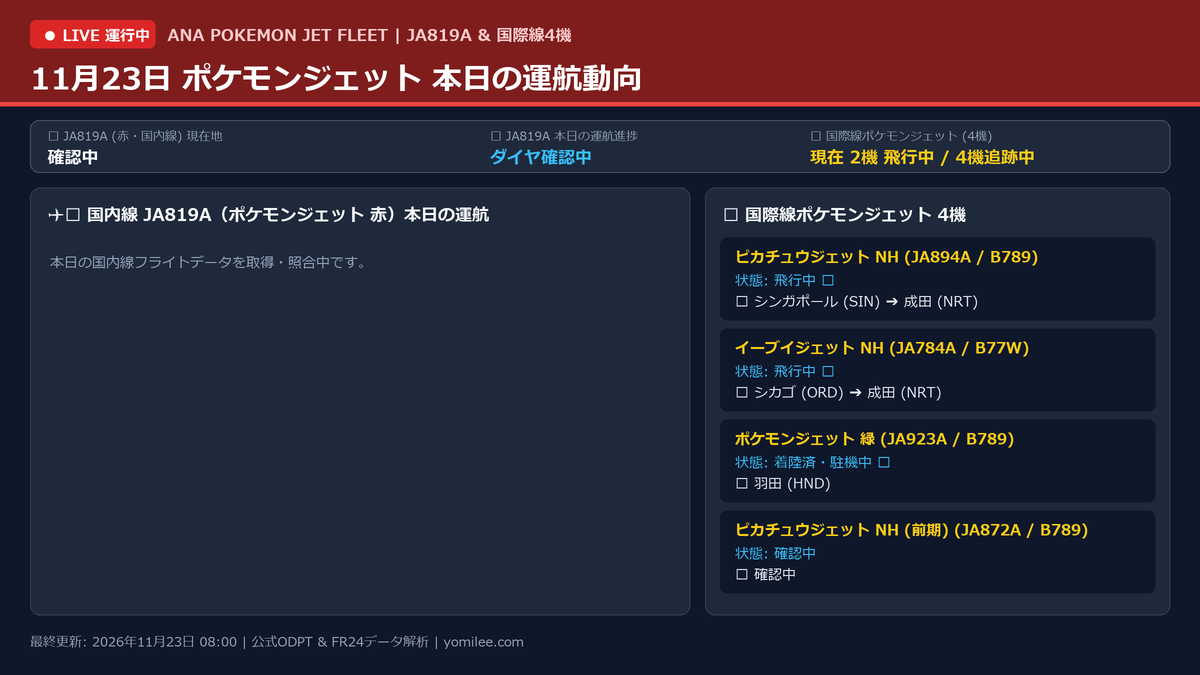 ● LIVE 運行中 ANA POKEMON JET FLEET | JA819A & 国際線4機
11月23日 ポケモンジェット 本日の運航動向
□ JA819A (赤・国内線) 現在地
確認中
□ JA819A 本日の運航進捗
ダイヤ確認中
□ 国際線ポケモンジェット (4機)
現在 2機 飛行中 / 4機追跡中
✈□ 国内線 JA819A（ポケモンジェット 赤）本日の運航
本日の国内線フライトデータを取得・照合中です。
□ 国際線ポケモンジェット 4機
ピカチュウジェット NH (JA894A / B789)
状態: 飛行中 □
□ シンガポール (SIN) ➔ 成田 (NRT)
イーブイジェット NH (JA784A / B77W)
状態: 飛行中 □
□ シカゴ (ORD) ➔ 成田 (NRT)
ポケモンジェット 緑 (JA923A / B789)
状態: 着陸済・駐機中 □
□ 羽田 (HND)
ピカチュウジェット NH (前期) (JA872A / B789)
状態: 確認中
□ 確認中
最終更新: 2026年11月23日 08:00 | 公式ODPT & FR24データ解析 | yomilee.com